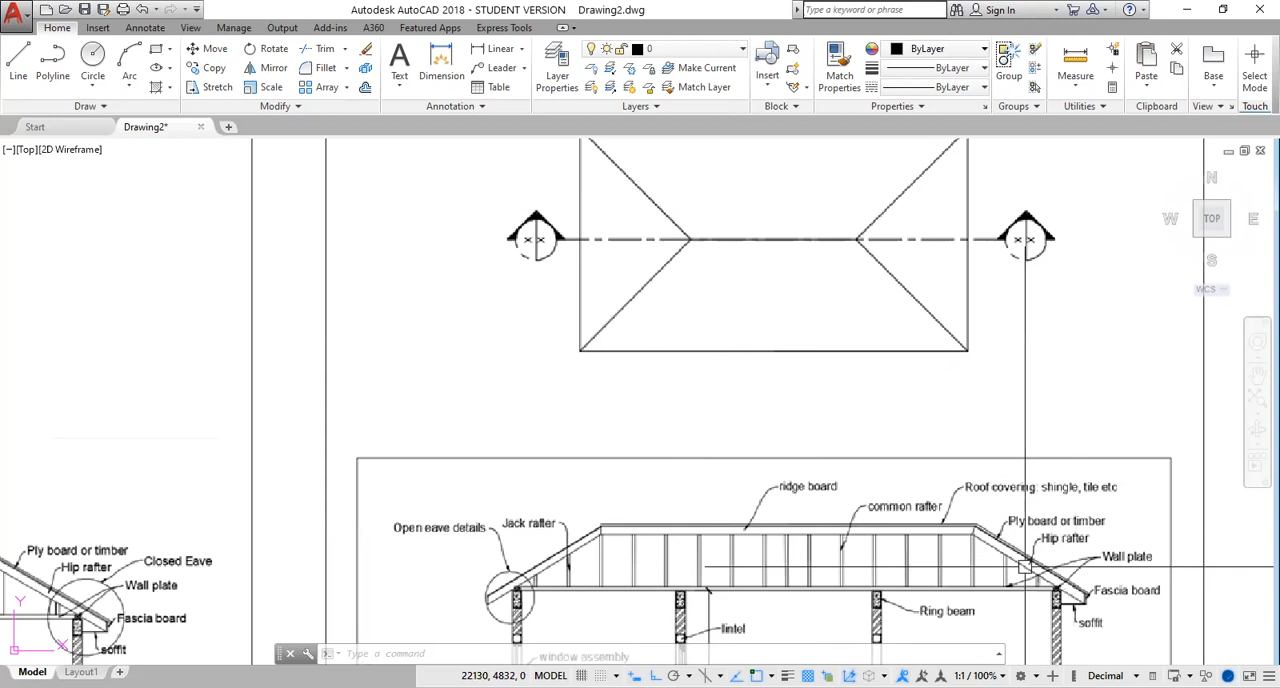 Autodesk AutoCAD 2018 - STUDENT VERSION Drawing2.dwg
Type a keyword or phrase
Sign In
Home Insert Annotate View Manage Output Add-ins A360 Featured Apps Express Tools
Line Polyline Circle Arc
Move Rotate Trim
Copy Mirror Fillet
Stretch Scale Array
Text Dimension
Linear
Leader
Table
Layer Properties
0
Make Current
Match Layer
Insert
Match Properties
ByLayer
ByLayer
ByLayer
Group
Measure
Paste
Base
Select Mode
Draw Modify Annotation Layers Block Properties Groups Utilities Clipboard View Touch
Start Drawing2*
[−][Top][2D Wireframe]
N
W TOP E
S
WCS
X X
X X
ridge board
Roof covering: shingle, tile etc
common rafter
Open eave details
Jack rafter
Ply board or timber
Hip rafter
Wall plate
Fascia board
soffit
Ring beam
lintel
window assembly
Ply board or timber
Closed Eave
Hip rafter
Wall plate
Fascia board
soffit
Y
X
Type a command
Model Layout1
22130, 4832, 0 MODEL
1:1 / 100%
Decimal